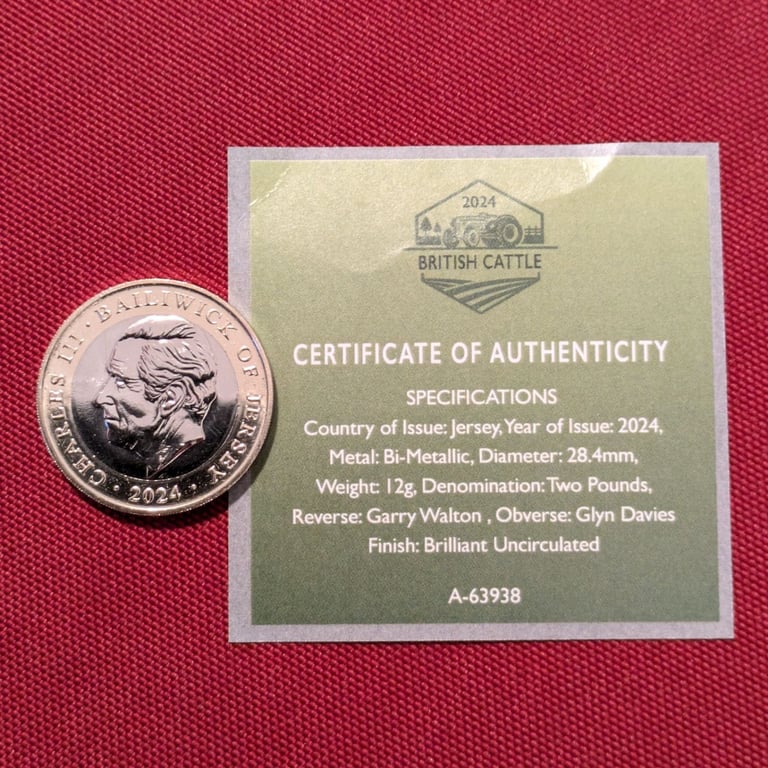 CHARLES III · BAILIWICK OF JERSEY · 2024 ·
2024
BRITISH CATTLE
CERTIFICATE OF AUTHENTICITY
SPECIFICATIONS
Country of Issue: Jersey, Year of Issue: 2024,
Metal: Bi-Metallic, Diameter: 28.4mm,
Weight: 12g, Denomination: Two Pounds,
Reverse: Garry Walton , Obverse: Glyn Davies
Finish: Brilliant Uncirculated
A-63938